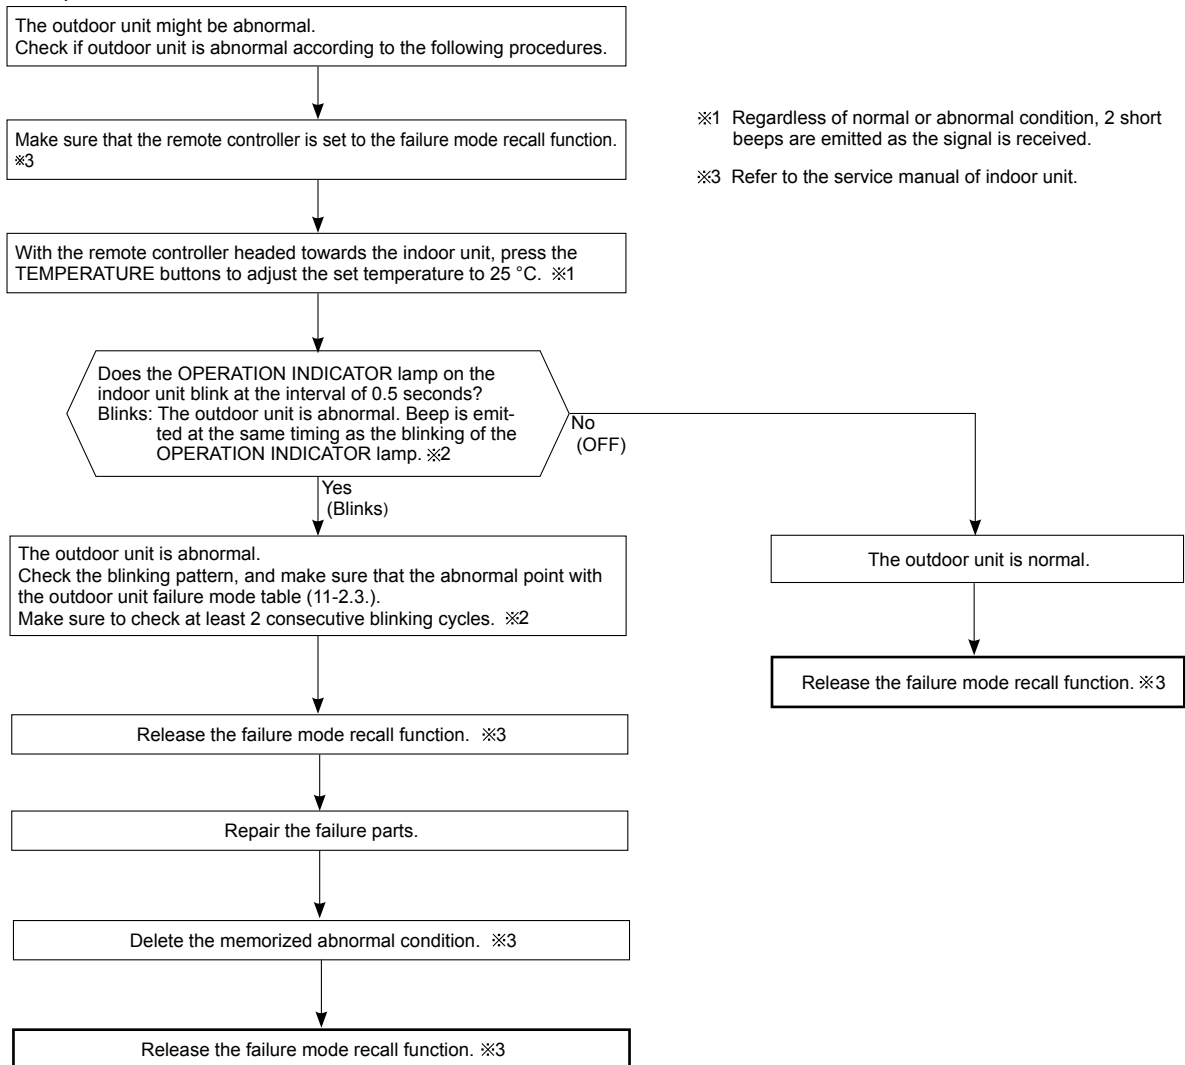 The outdoor unit might be abnormal.
Check if outdoor unit is abnormal according to the following procedures.
Make sure that the remote controller is set to the failure mode recall function.
※3
※1 Regardless of normal or abnormal condition, 2 short
beeps are emitted as the signal is received.
※3 Refer to the service manual of indoor unit.
With the remote controller headed towards the indoor unit, press the
TEMPERATURE buttons to adjust the set temperature to 25 °C. ※1
Does the OPERATION INDICATOR lamp on the
indoor unit blink at the interval of 0.5 seconds?
Blinks: The outdoor unit is abnormal. Beep is emit-
ted at the same timing as the blinking of the
OPERATION INDICATOR lamp. ※2
No
(OFF)
Yes
(Blinks)
The outdoor unit is abnormal.
Check the blinking pattern, and make sure that the abnormal point with
the outdoor unit failure mode table (11-2.3.).
Make sure to check at least 2 consecutive blinking cycles. ※2
The outdoor unit is normal.
Release the failure mode recall function. ※3
Release the failure mode recall function. ※3
Repair the failure parts.
Delete the memorized abnormal condition. ※3
Release the failure mode recall function. ※3